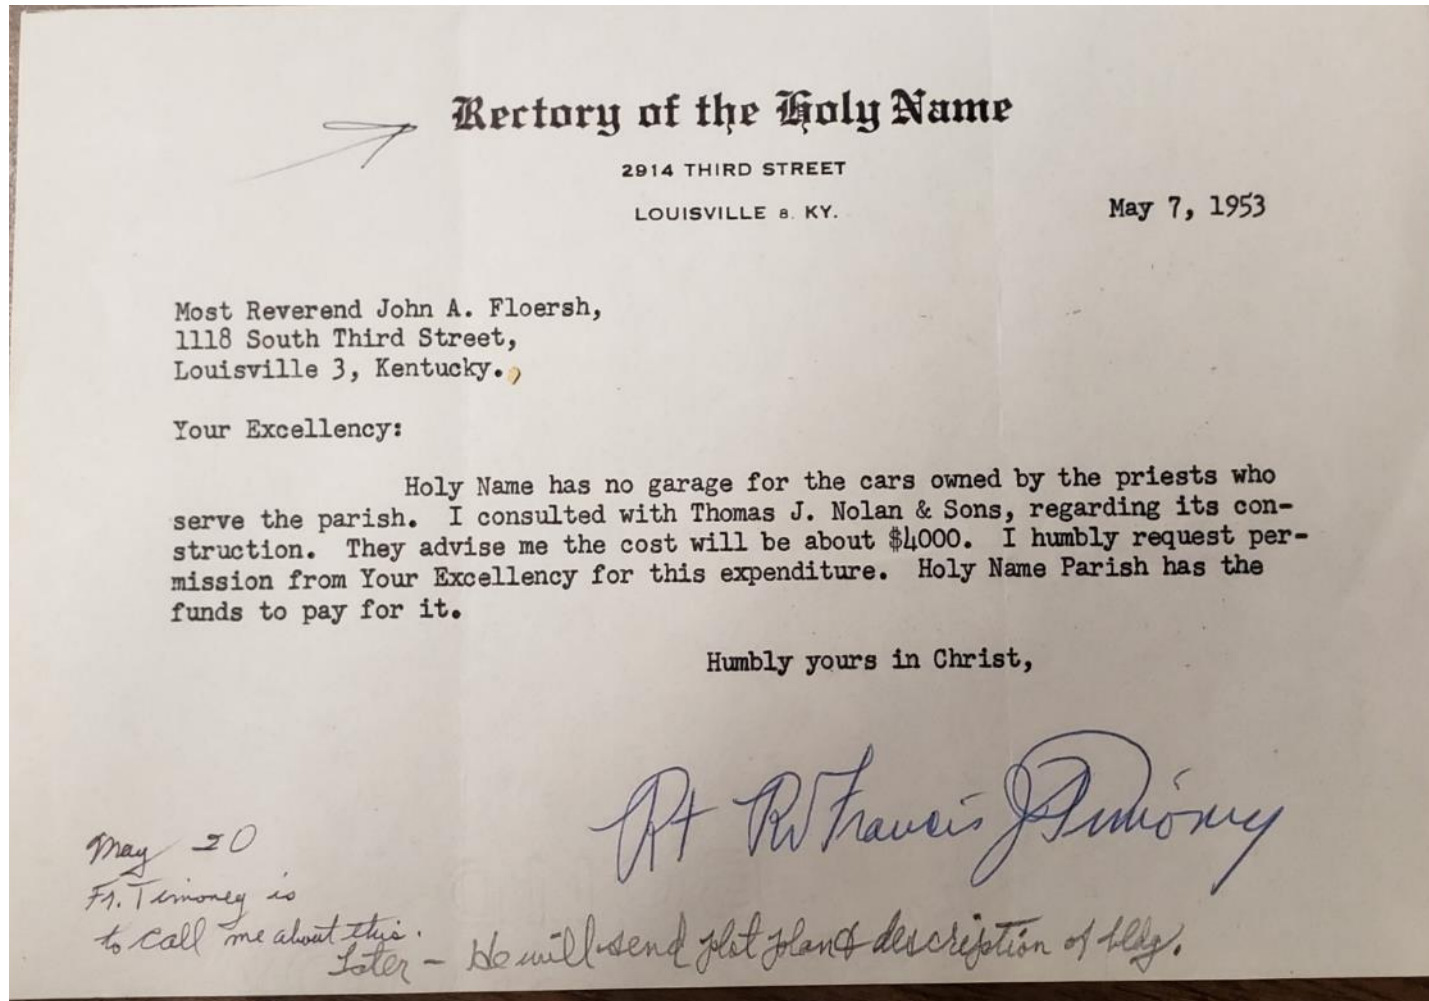 Rectory of the Holy Name
2914 THIRD STREET
LOUISVILLE 8. KY.
May 7, 1953
Most Reverend John A. Floersh,
1118 South Third Street,
Louisville 3, Kentucky.
Your Excellency:
Holy Name has no garage for the cars owned by the priests who
serve the parish. I consulted with Thomas J. Nolan & Sons, regarding its con-
struction. They advise me the cost will be about $4000. I humbly request per-
mission from Your Excellency for this expenditure. Holy Name Parish has the
funds to pay for it.
Humbly yours in Christ,
Rt Rv Francis J Timoney
May 20
Fr. Timoney is
to call me about this.
Later - He will send plot plan & description of bldg.